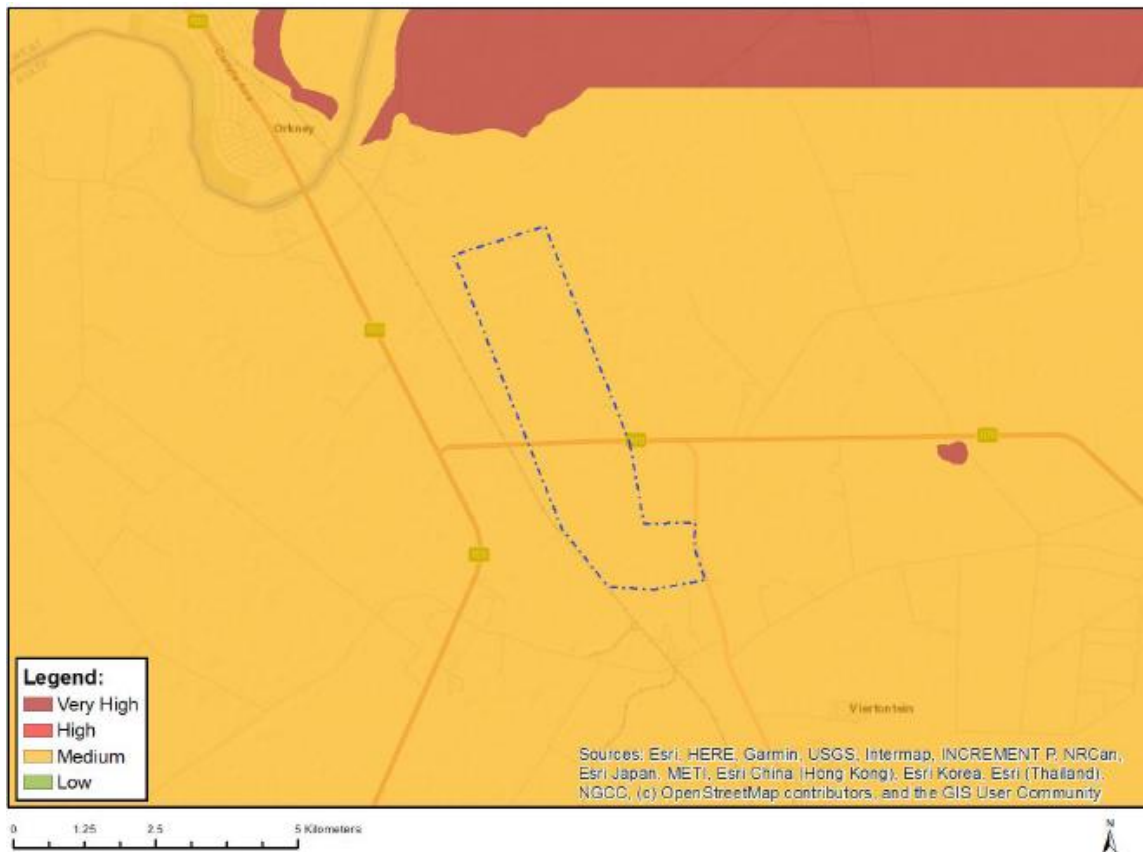 Orkney
Viertontein
Legend:
Very High
High
Medium
Low
Sources: Esri, HERE, Garmin, USGS, Intermap, INCREMENT P, NRCan,
Esri Japan, METI, Esri China (Hong Kong), Esri Korea, Esri (Thailand),
NGCC, (c) OpenStreetMap contributors, and the GIS User Community
0 1.25 2.5 5 Kilometers
N